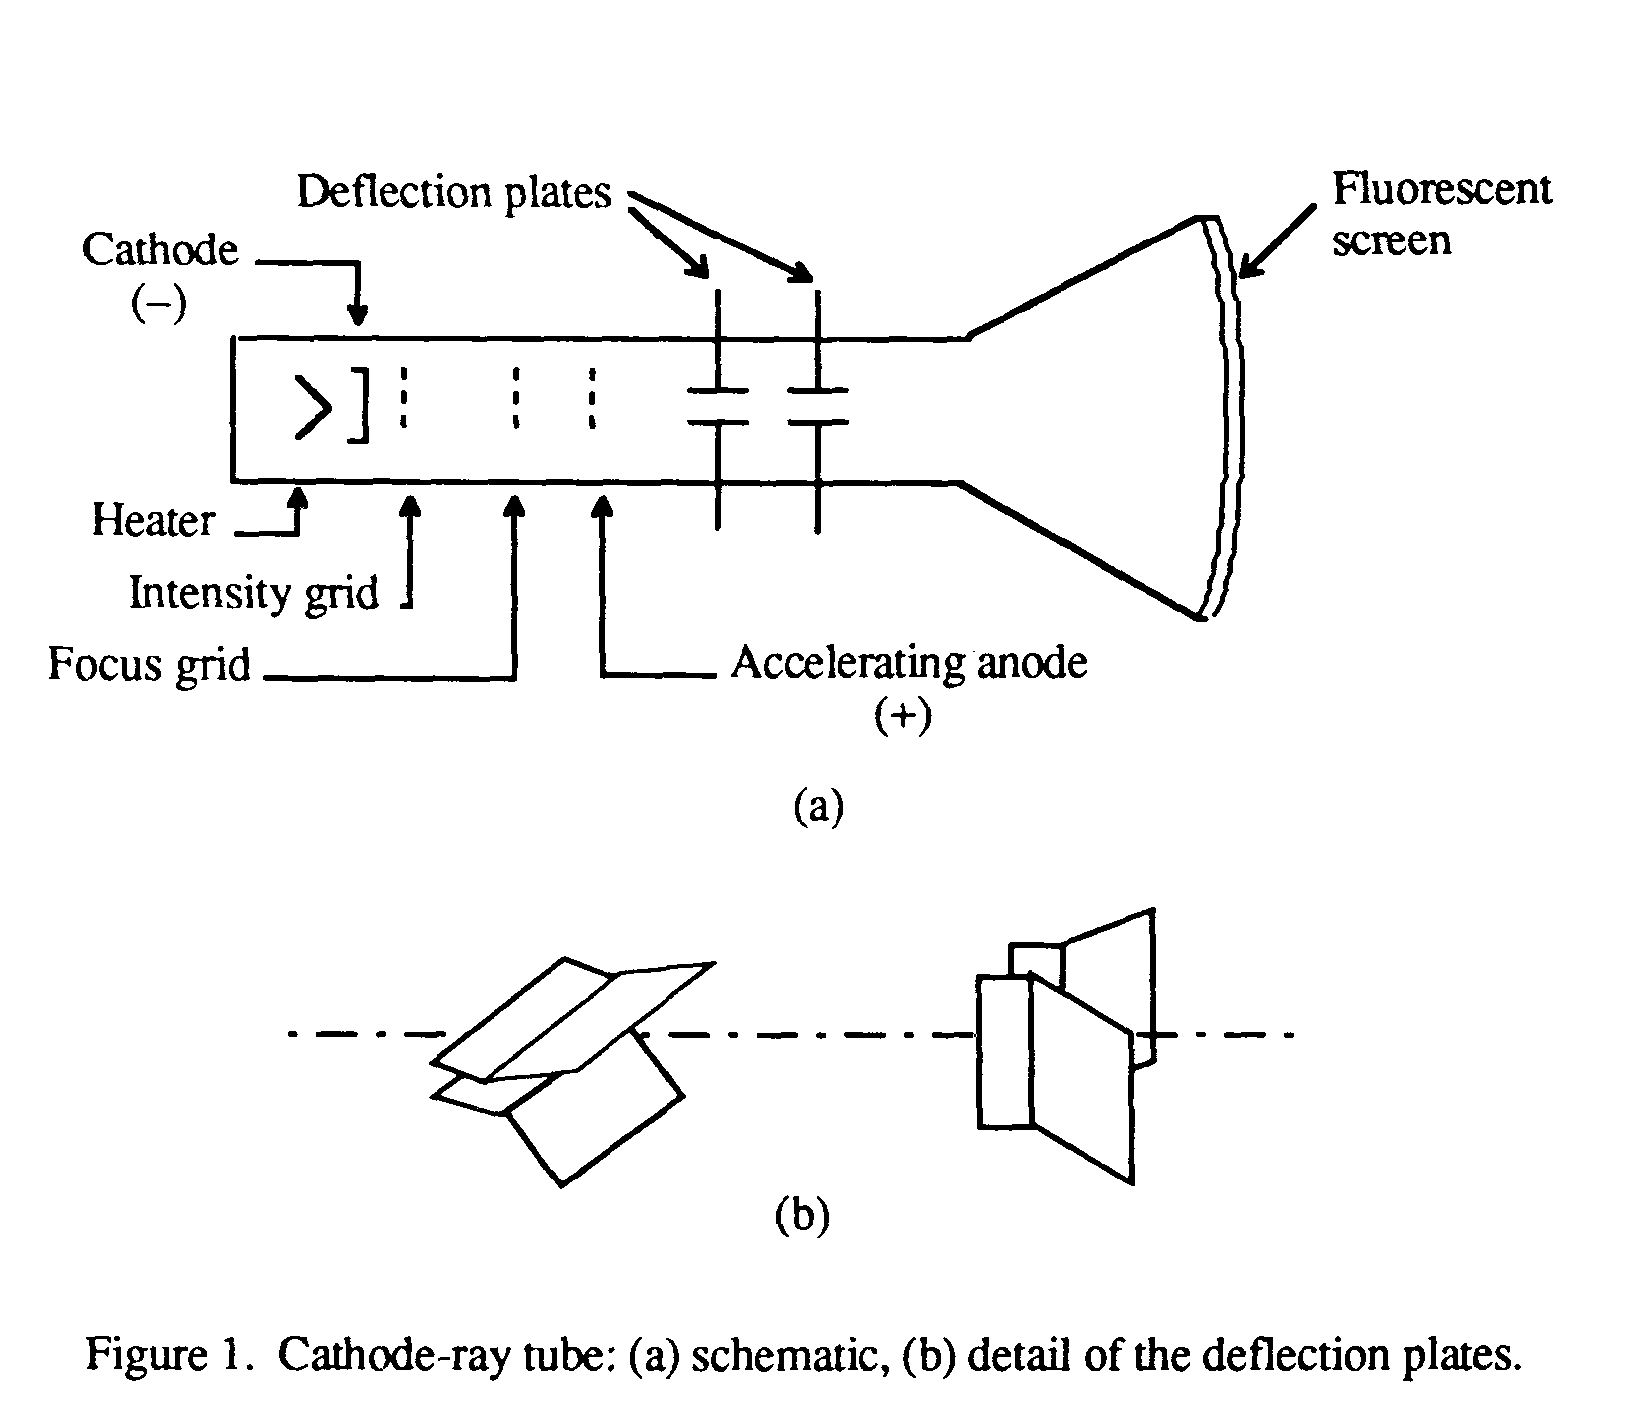 Deflection plates
Fluorescent
screen
Cathode
(–)
Heater
Intensity grid
Focus grid
Accelerating anode
(+)
(a)
(b)
Figure 1. Cathode-ray tube: (a) schematic, (b) detail of the deflection plates.